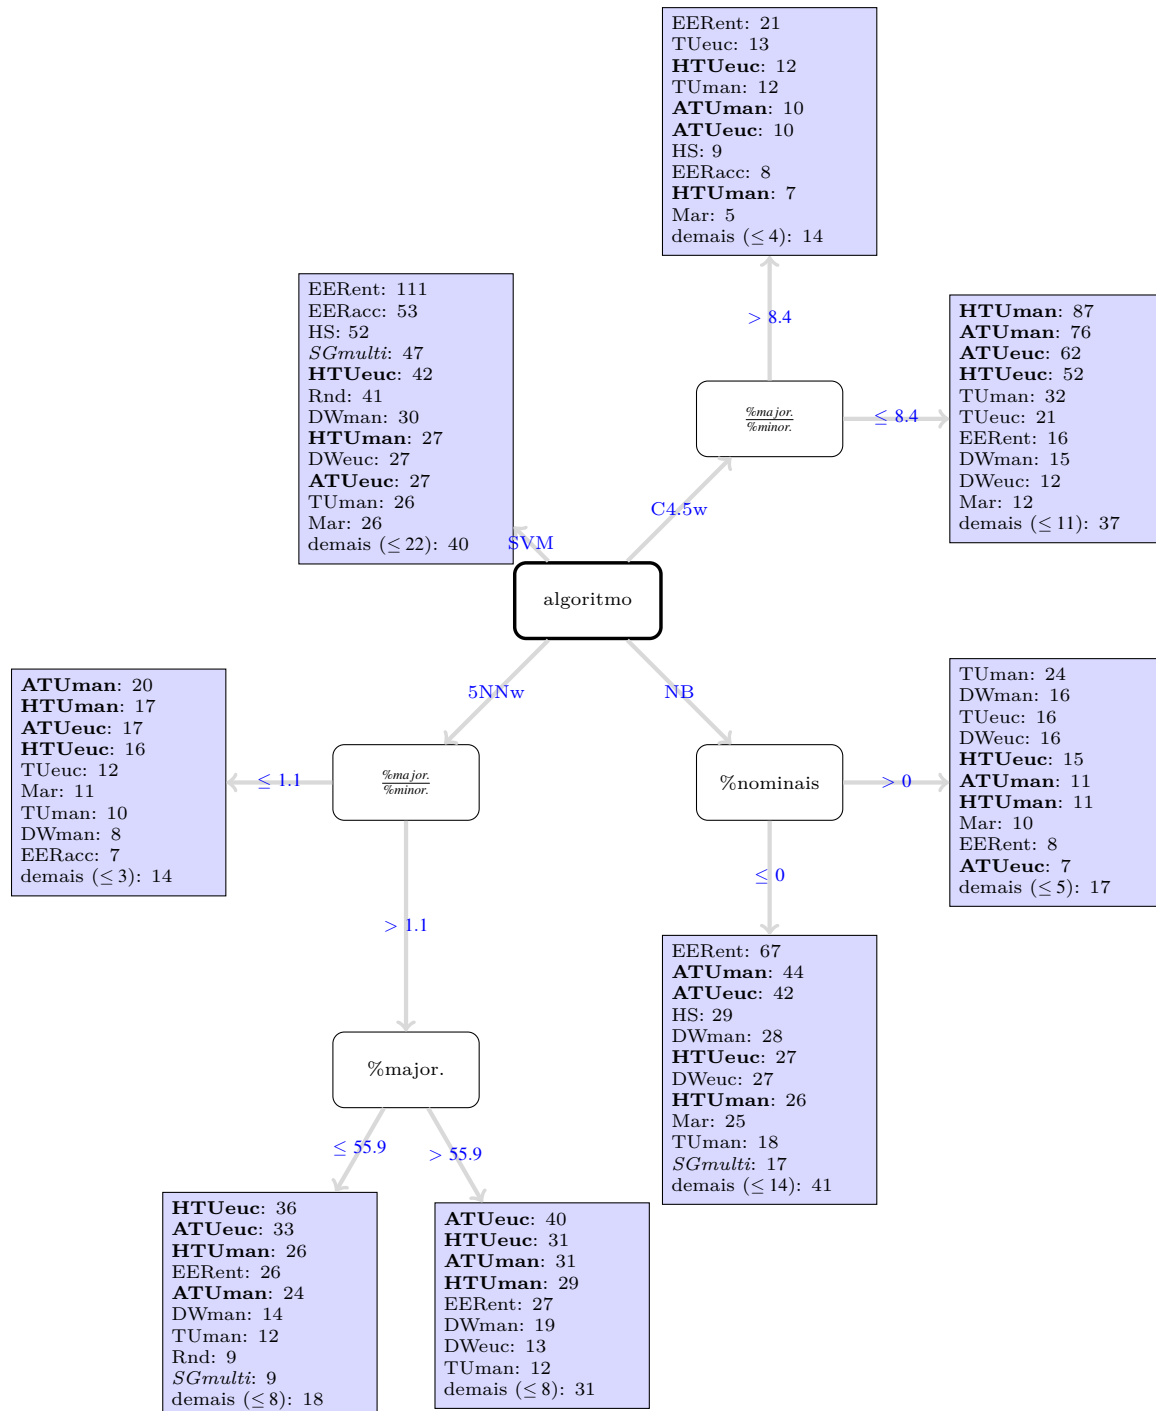 EERent: 21
TUeuc: 13
HTUeuc: 12
TUman: 12
ATUman: 10
ATUeuc: 10
HS: 9
EERacc: 8
HTUman: 7
Mar: 5
demais (≤ 4): 14
> 8.4
EERent: 111
EERacc: 53
HS: 52
SGmulti: 47
HTUeuc: 42
Rnd: 41
DWman: 30
HTUman: 27
DWeuc: 27
ATUeuc: 27
TUman: 26
Mar: 26
demais (≤ 22): 40
HTUman: 87
ATUman: 76
ATUeuc: 62
HTUeuc: 52
TUman: 32
TUeuc: 21
EERent: 16
DWman: 15
DWeuc: 12
Mar: 12
demais (≤ 11): 37
%major.
%minor.
≤ 8.4
C4.5w
SVM
algoritmo
5NNw
NB
ATUman: 20
HTUman: 17
ATUeuc: 17
HTUeuc: 16
TUeuc: 12
Mar: 11
TUman: 10
DWman: 8
EERacc: 7
demais (≤ 3): 14
≤ 1.1
%major.
%minor.
%nominais
> 0
TUman: 24
DWman: 16
TUeuc: 16
DWeuc: 16
HTUeuc: 15
ATUman: 11
HTUman: 11
Mar: 10
EERent: 8
ATUeuc: 7
demais (≤ 5): 17
≤ 0
> 1.1
EERent: 67
ATUman: 44
ATUeuc: 42
HS: 29
DWman: 28
HTUeuc: 27
DWeuc: 27
HTUman: 26
Mar: 25
TUman: 18
SGmulti: 17
demais (≤ 14): 41
%major.
≤ 55.9
> 55.9
HTUeuc: 36
ATUeuc: 33
HTUman: 26
EERent: 26
ATUman: 24
DWman: 14
TUman: 12
Rnd: 9
SGmulti: 9
demais (≤ 8): 18
ATUeuc: 40
HTUeuc: 31
ATUman: 31
HTUman: 29
EERent: 27
DWman: 19
DWeuc: 13
TUman: 12
demais (≤ 8): 31